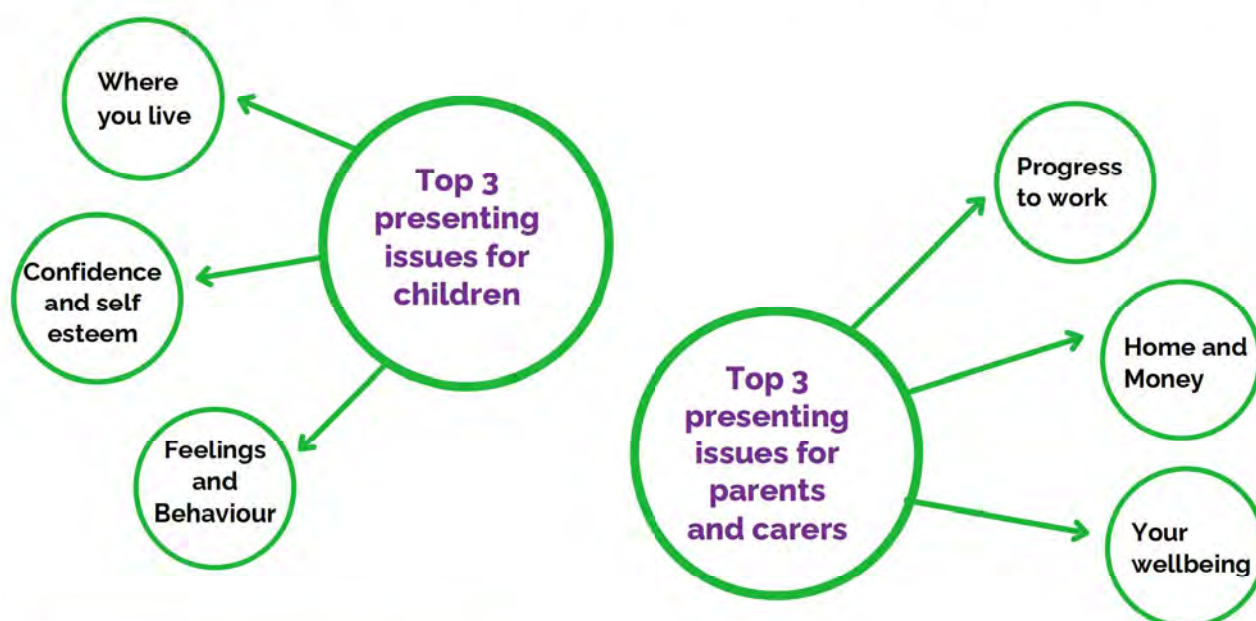 Where
you live
Confidence
and self
esteem
Feelings
and
Behaviour
Top 3
presenting
issues for
children
Top 3
presenting
issues for
parents
and carers
Progress
to work
Home and
Money
Your
wellbeing